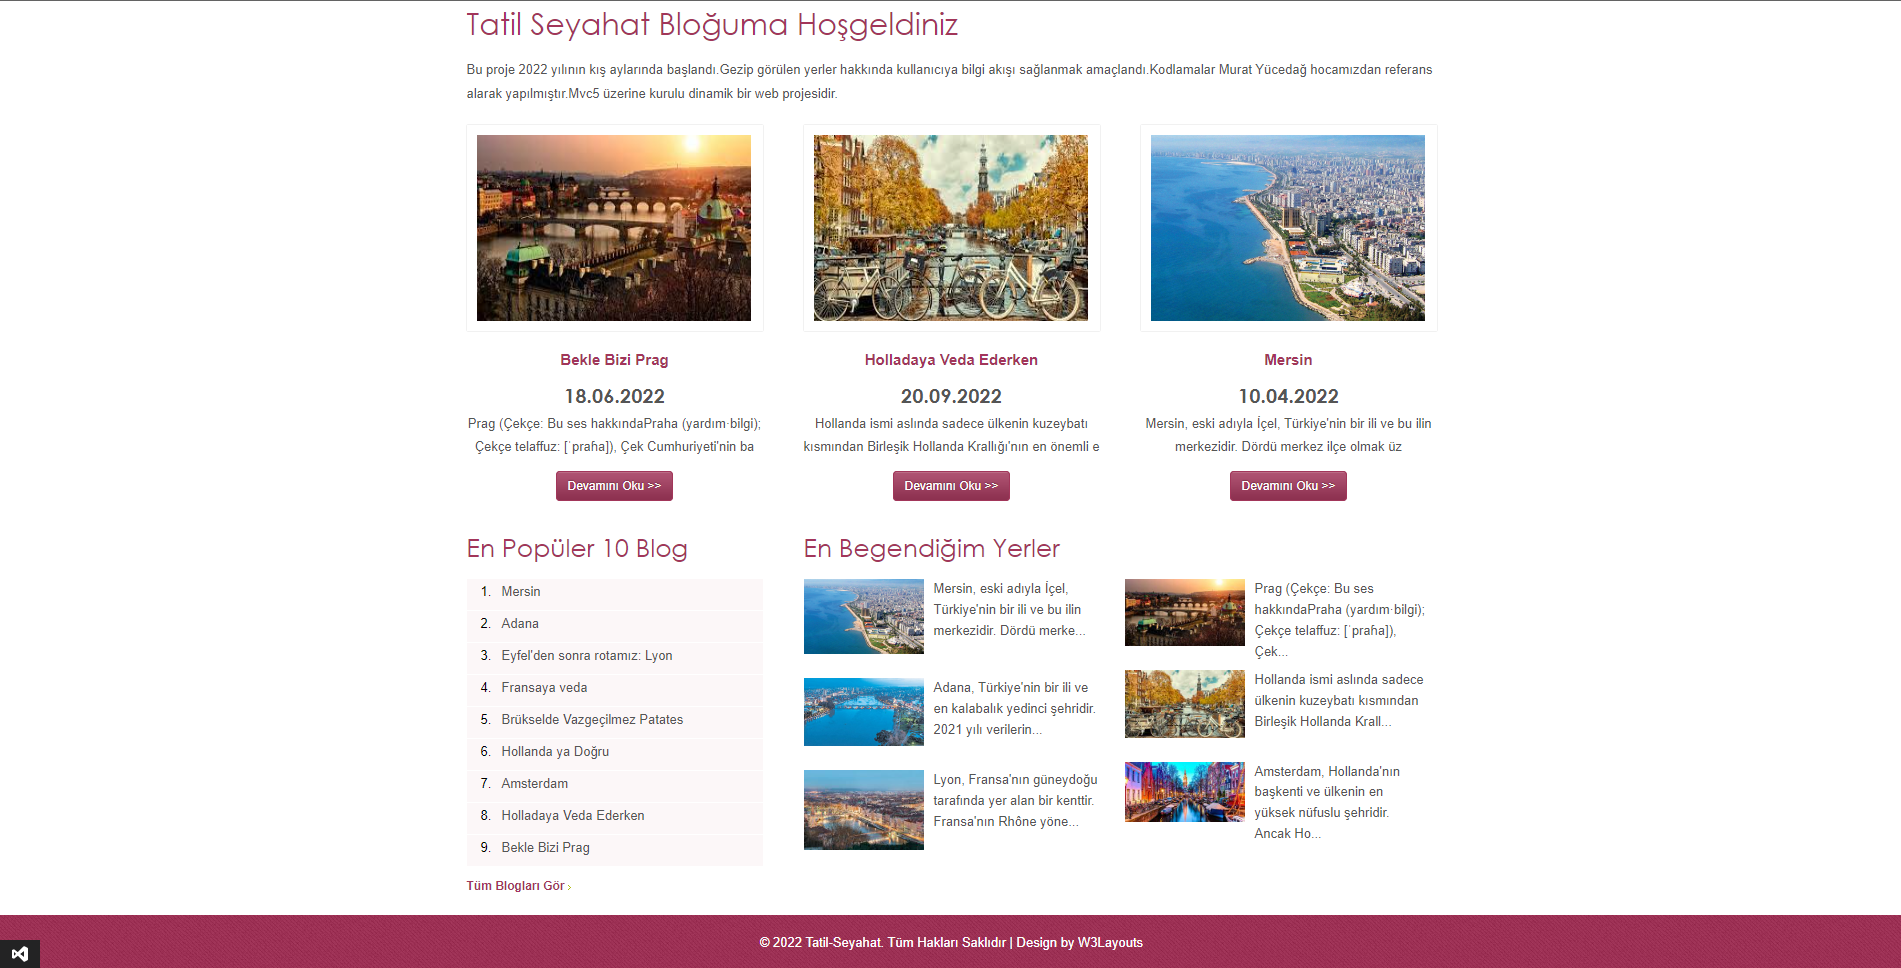 Tatil Seyahat Bloğuma Hoşgeldiniz
Bu proje 2022 yılının kış aylarında başlandı.Gezip görülen yerler hakkında kullanıcıya bilgi akışı sağlanmak amaçlandı.Kodlamalar Murat Yücedağ hocamızdan referans
alarak yapılmıştır.Mvc5 üzerine kurulu dinamik bir web projesidir.
Bekle Bizi Prag
18.06.2022
Prag (Çekçe: Bu ses hakkındaPraha (yardım·bilgi);
Çekçe telaffuz: [ˈpraɦa]), Çek Cumhuriyeti'nin ba
Devamını Oku >>
Holladaya Veda Ederken
20.09.2022
Hollanda ismi aslında sadece ülkenin kuzeybatı
kısmından Birleşik Hollanda Krallığı'nın en önemli e
Devamını Oku >>
Mersin
10.04.2022
Mersin, eski adıyla İçel, Türkiye'nin bir ili ve bu ilin
merkezidir. Dördü merkez ilçe olmak üz
Devamını Oku >>
En Popüler 10 Blog
1. Mersin
2. Adana
3. Eyfel'den sonra rotamız: Lyon
4. Fransaya veda
5. Brükselde Vazgeçilmez Patates
6. Hollanda ya Doğru
7. Amsterdam
8. Holladaya Veda Ederken
9. Bekle Bizi Prag
Tüm Blogları Gör ›
En Begendiğim Yerler
Mersin, eski adıyla İçel,
Türkiye'nin bir ili ve bu ilin
merkezidir. Dördü merke...
Adana, Türkiye'nin bir ili ve
en kalabalık yedinci şehridir.
2021 yılı verilerin...
Lyon, Fransa'nın güneydoğu
tarafında yer alan bir kenttir.
Fransa'nın Rhône yöne...
Prag (Çekçe: Bu ses
hakkındaPraha (yardım·bilgi);
Çekçe telaffuz: [ˈpraɦa]),
Çek...
Hollanda ismi aslında sadece
ülkenin kuzeybatı kısmından
Birleşik Hollanda Krall...
Amsterdam, Hollanda'nın
başkenti ve ülkenin en
yüksek nüfuslu şehridir.
Ancak Ho...
© 2022 Tatil-Seyahat. Tüm Hakları Saklıdır | Design by W3Layouts